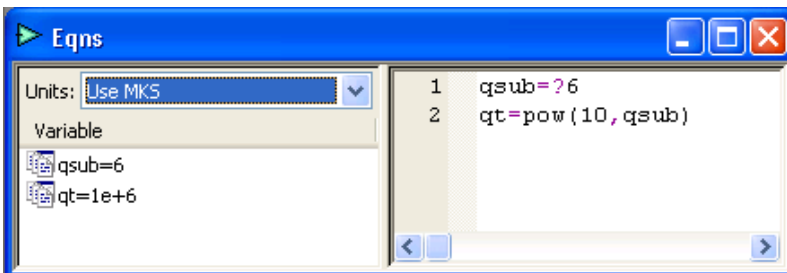 Eqns
Units: Use MKS
Variable
qsub=6
qt=1e+6
1 qsub=?6
2 qt=pow(10,qsub)